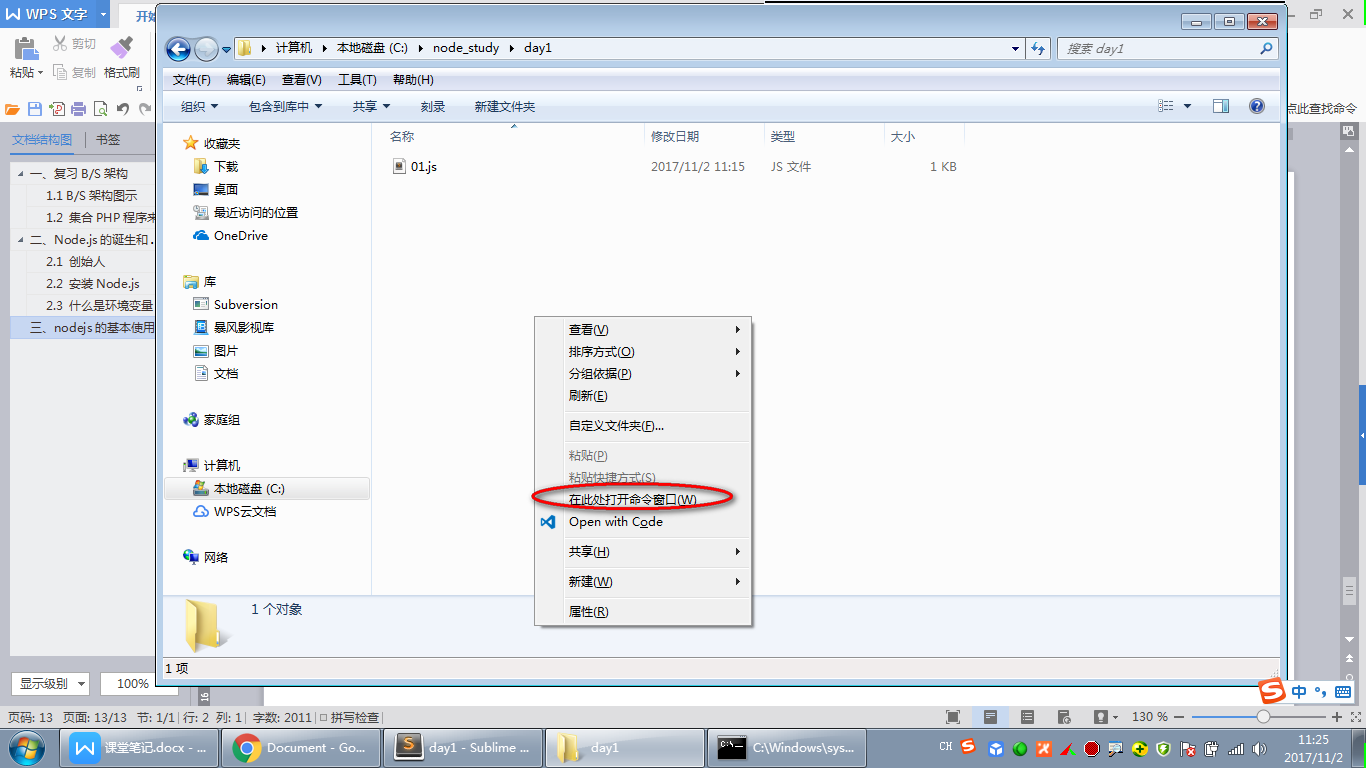 WPS 文字
开始
剪切
粘贴
复制
格式刷
文档结构图
书签
一、复习 B/S 架构
1.1 B/S 架构图示
1.2 集合 PHP 程序来
二、Node.js 的诞生和 .
2.1 创始人
2.2 安装 Node.js
2.3 什么是环境变量
三、nodejs 的基本使用
显示级别
100%
计算机
本地磁盘 (C:)
node_study
day1
搜索 day1
文件(F)
编辑(E)
查看(V)
工具(T)
帮助(H)
组织
包含到库中
共享
刻录
新建文件夹
点此查找命令
收藏夹
下载
桌面
最近访问的位置
OneDrive
库
Subversion
暴风影视库
图片
文档
家庭组
计算机
本地磁盘 (C:)
WPS云文档
网络
名称
修改日期
类型
大小
01.js
2017/11/2 11:15
JS 文件
1 KB
查看(V)
排序方式(O)
分组依据(P)
刷新(E)
自定义文件夹(F)...
粘贴(P)
粘贴快捷方式(S)
在此处打开命令窗口(W)
Open with Code
共享(H)
新建(W)
属性(R)
1 个对象
1 项
16
中
页码: 13
页面: 13/13
节: 1/1
行: 2
列: 1
字数: 2011
拼写检查
130 %
课堂笔记.docx - ...
Document - Go...
day1 - Sublime ...
day1
C:\Windows\sys...
CH
11:25
2017/11/2